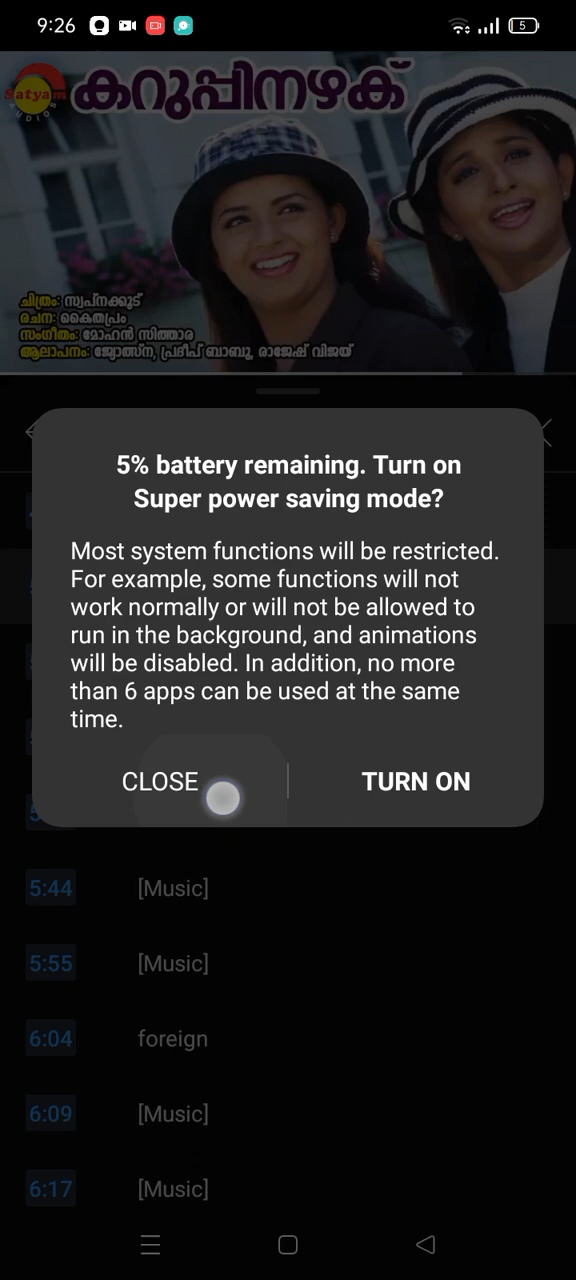 9:26
5
Satyam
AUDIOS
കറുപ്പിനഴക്
ചിത്രം: സ്വപ്നക്കൂട്
രചന: കൈതപ്രം
സംഗീതം: മോഹൻ സിത്താര
ആലാപനം: ജ്യോത്സ്ന, പ്രദീപ് ബാബു, രാജേഷ് വിജയ്
5% battery remaining. Turn on
Super power saving mode?
Most system functions will be restricted.
For example, some functions will not
work normally or will not be allowed to
run in the background, and animations
will be disabled. In addition, no more
than 6 apps can be used at the same
time.
CLOSE TURN ON
5:44 [Music]
5:55 [Music]
6:04 foreign
6:09 [Music]
6:17 [Music]